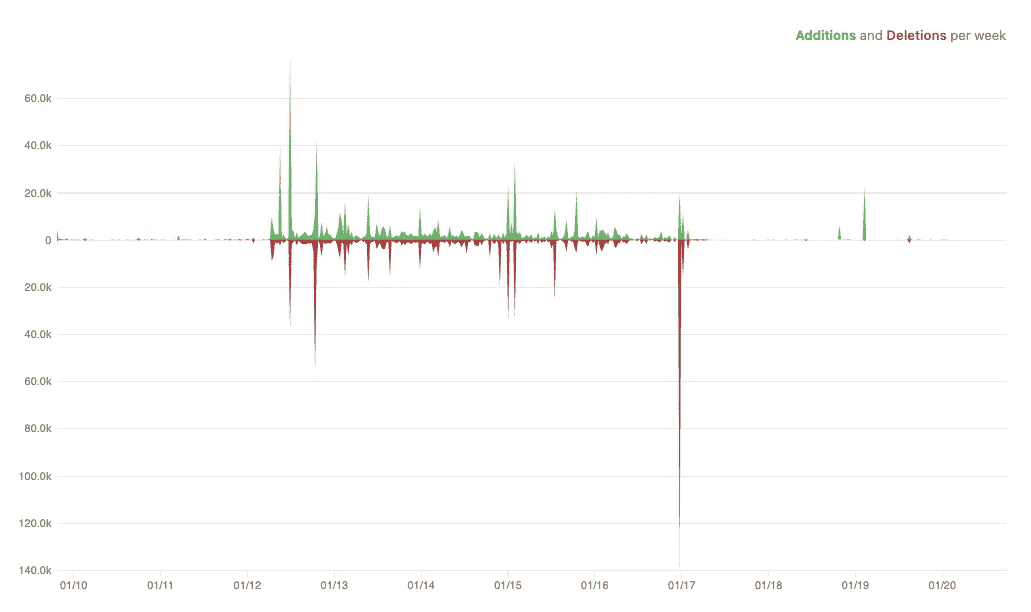 Additions and Deletions per week
60.0k
40.0k
20.0k
0
20.0k
40.0k
60.0k
80.0k
100.0k
120.0k
140.0k
01/10 01/11 01/12 01/13 01/14 01/15 01/16 01/17 01/18 01/19 01/20